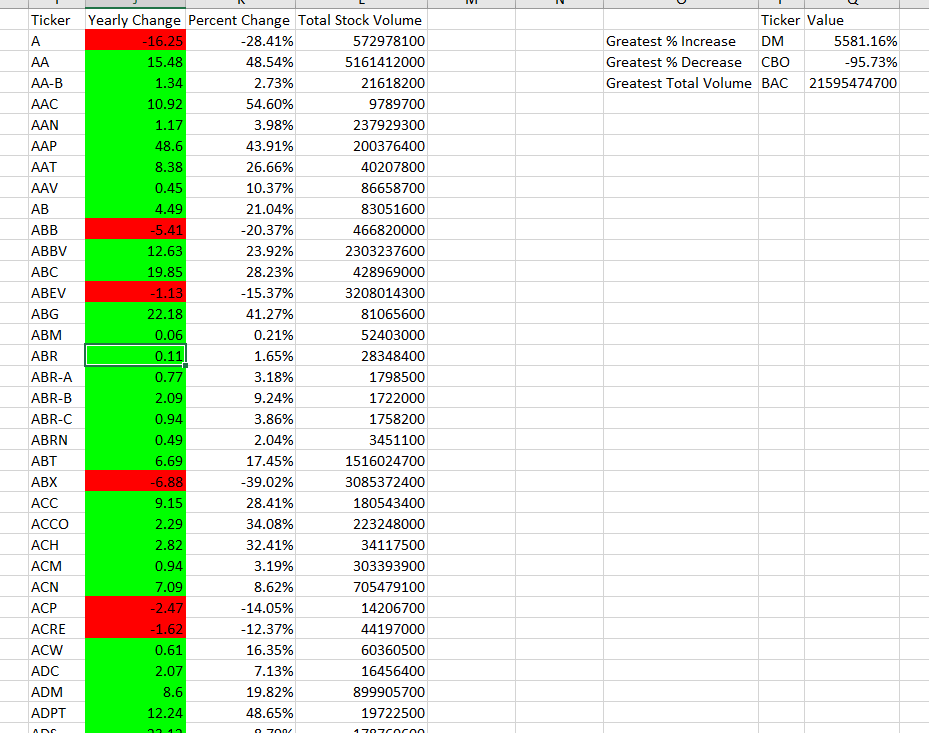 Ticker Yearly Change Percent Change Total Stock Volume Ticker Value
A -16.25 -28.41% 572978100 Greatest % Increase DM 5581.16%
AA 15.48 48.54% 5161412000 Greatest % Decrease CBO -95.73%
AA-B 1.34 2.73% 21618200 Greatest Total Volume BAC 21595474700
AAC 10.92 54.60% 9789700
AAN 1.17 3.98% 237929300
AAP 48.6 43.91% 200376400
AAT 8.38 26.66% 40207800
AAV 0.45 10.37% 86658700
AB 4.49 21.04% 83051600
ABB -5.41 -20.37% 466820000
ABBV 12.63 23.92% 2303237600
ABC 19.85 28.23% 428969000
ABEV -1.13 -15.37% 3208014300
ABG 22.18 41.27% 81065600
ABM 0.06 0.21% 52403000
ABR 0.11 1.65% 28348400
ABR-A 0.77 3.18% 1798500
ABR-B 2.09 9.24% 1722000
ABR-C 0.94 3.86% 1758200
ABRN 0.49 2.04% 3451100
ABT 6.69 17.45% 1516024700
ABX -6.88 -39.02% 3085372400
ACC 9.15 28.41% 180543400
ACCO 2.29 34.08% 223248000
ACH 2.82 32.41% 34117500
ACM 0.94 3.19% 303393900
ACN 7.09 8.62% 705479100
ACP -2.47 -14.05% 14206700
ACRE -1.62 -12.37% 44197000
ACW 0.61 16.35% 60360500
ADC 2.07 7.13% 16456400
ADM 8.6 19.82% 899905700
ADPT 12.24 48.65% 19722500